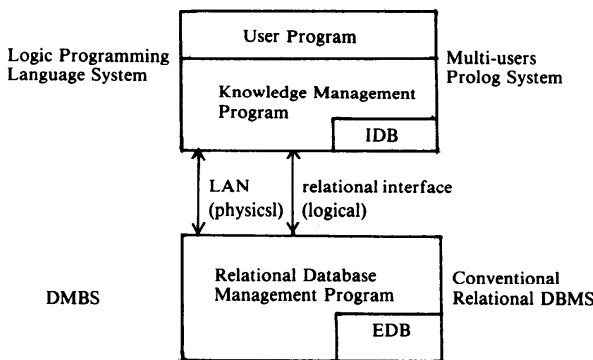 User Program
Logic Programming
Language System
Multi-users
Prolog System
Knowledge Management
Program
IDB
LAN
(physicsl)
relational interface
(logical)
Relational Database
Management Program
DMBS
Conventional
Relational DBMS
EDB